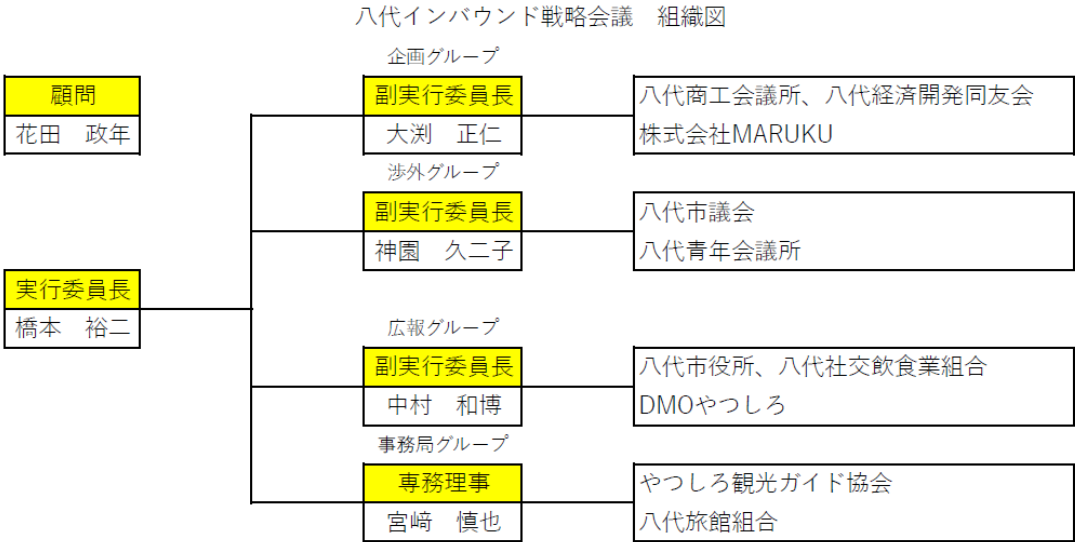 八代インバウンド戦略会議　組織図
顧問
花田　政年
実行委員長
橋本　裕二
企画グループ
副実行委員長
大渕　正仁
八代商工会議所、八代経済開発同友会
株式会社MARUKU
渉外グループ
副実行委員長
神園　久二子
八代市議会
八代青年会議所
広報グループ
副実行委員長
中村　和博
八代市役所、八代社交飲食業組合
DMOやつしろ
事務局グループ
専務理事
宮﨑　慎也
やつしろ観光ガイド協会
八代旅館組合